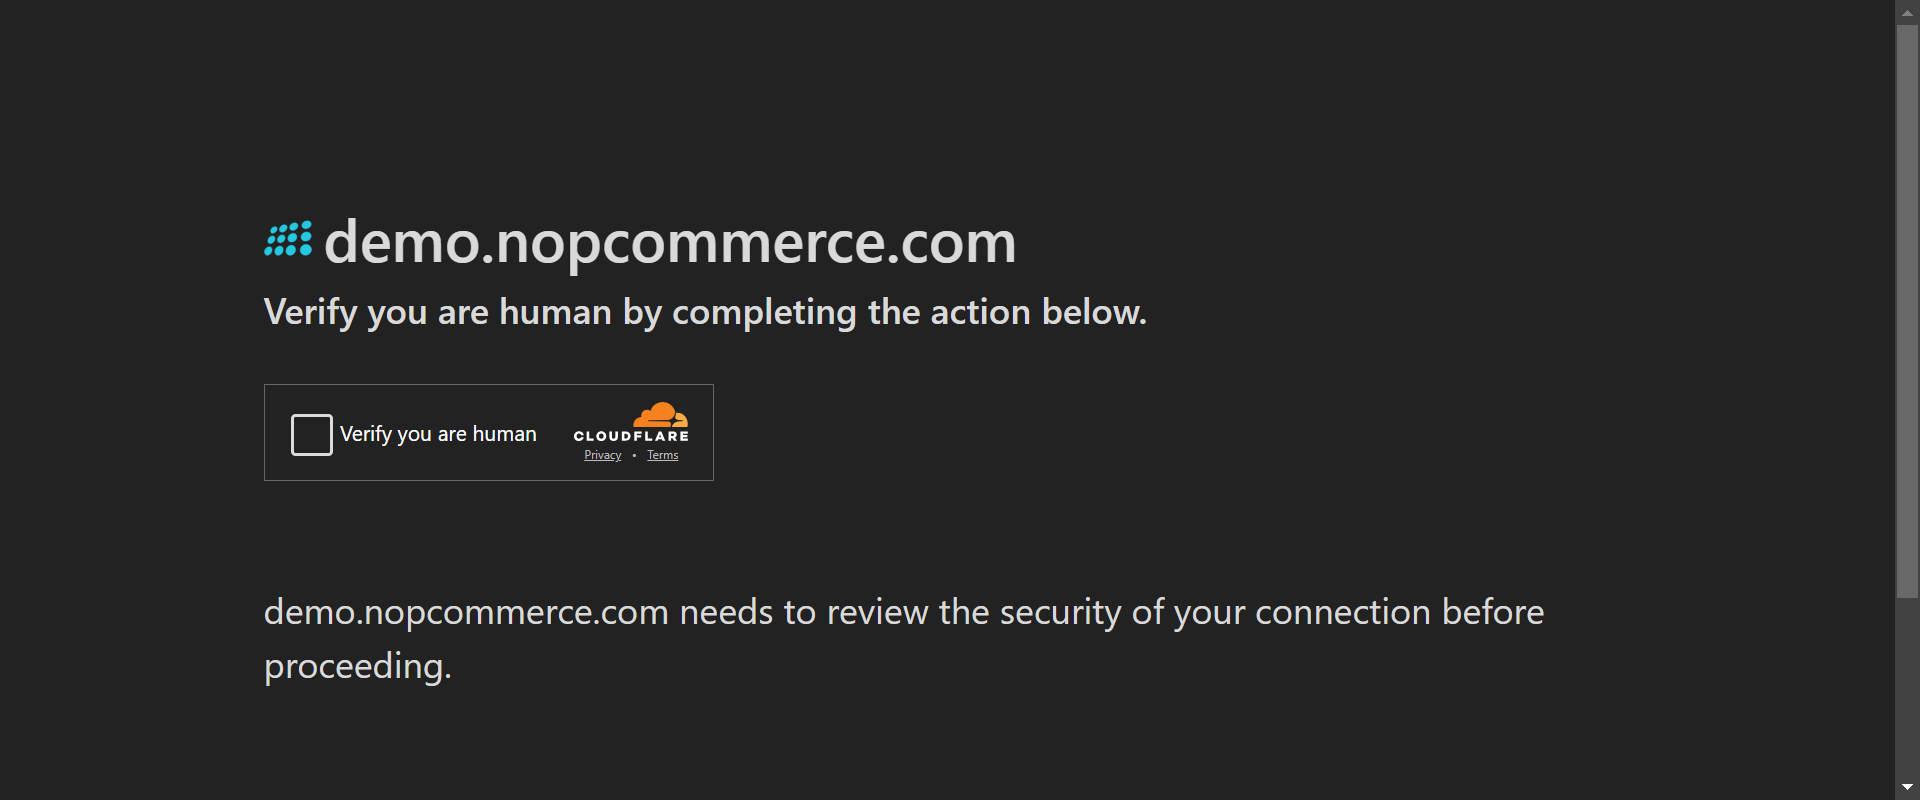 demo.nopcommerce.com
Verify you are human by completing the action below.
Verify you are human
CLOUDFLARE
Privacy • Terms
demo.nopcommerce.com needs to review the security of your connection before
proceeding.